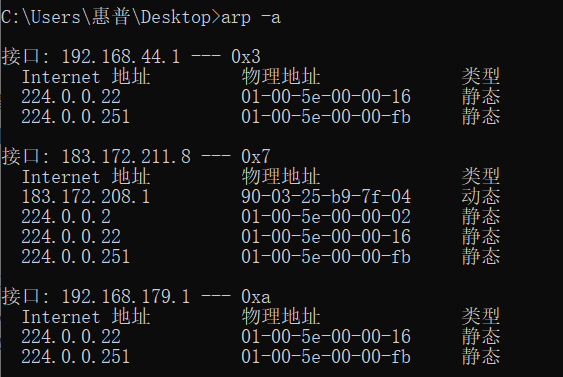 C:\Users\惠普\Desktop>arp -a
接口: 192.168.44.1 --- 0x3
Internet 地址 物理地址 类型
224.0.0.22 01-00-5e-00-00-16 静态
224.0.0.251 01-00-5e-00-00-fb 静态
接口: 183.172.211.8 --- 0x7
Internet 地址 物理地址 类型
183.172.208.1 90-03-25-b9-7f-04 动态
224.0.0.2 01-00-5e-00-00-02 静态
224.0.0.22 01-00-5e-00-00-16 静态
224.0.0.251 01-00-5e-00-00-fb 静态
接口: 192.168.179.1 --- 0xa
Internet 地址 物理地址 类型
224.0.0.22 01-00-5e-00-00-16 静态
224.0.0.251 01-00-5e-00-00-fb 静态